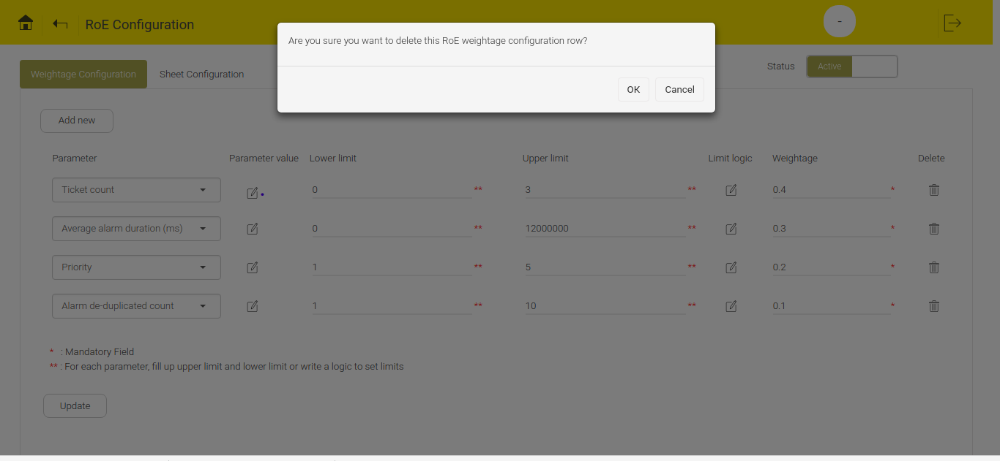 RoE Configuration
-
Are you sure you want to delete this RoE weightage configuration row?
OK Cancel
Weightage Configuration Sheet Configuration Status Active
Add new
Parameter Parameter value Lower limit Upper limit Limit logic Weightage Delete
Ticket count 0 ** 3 ** 0.4 *
Average alarm duration (ms) 0 ** 12000000 ** 0.3 *
Priority 1 ** 5 ** 0.2 *
Alarm de-duplicated count 1 ** 10 ** 0.1 *
* : Mandatory Field
** : For each parameter, fill up upper limit and lower limit or write a logic to set limits
Update